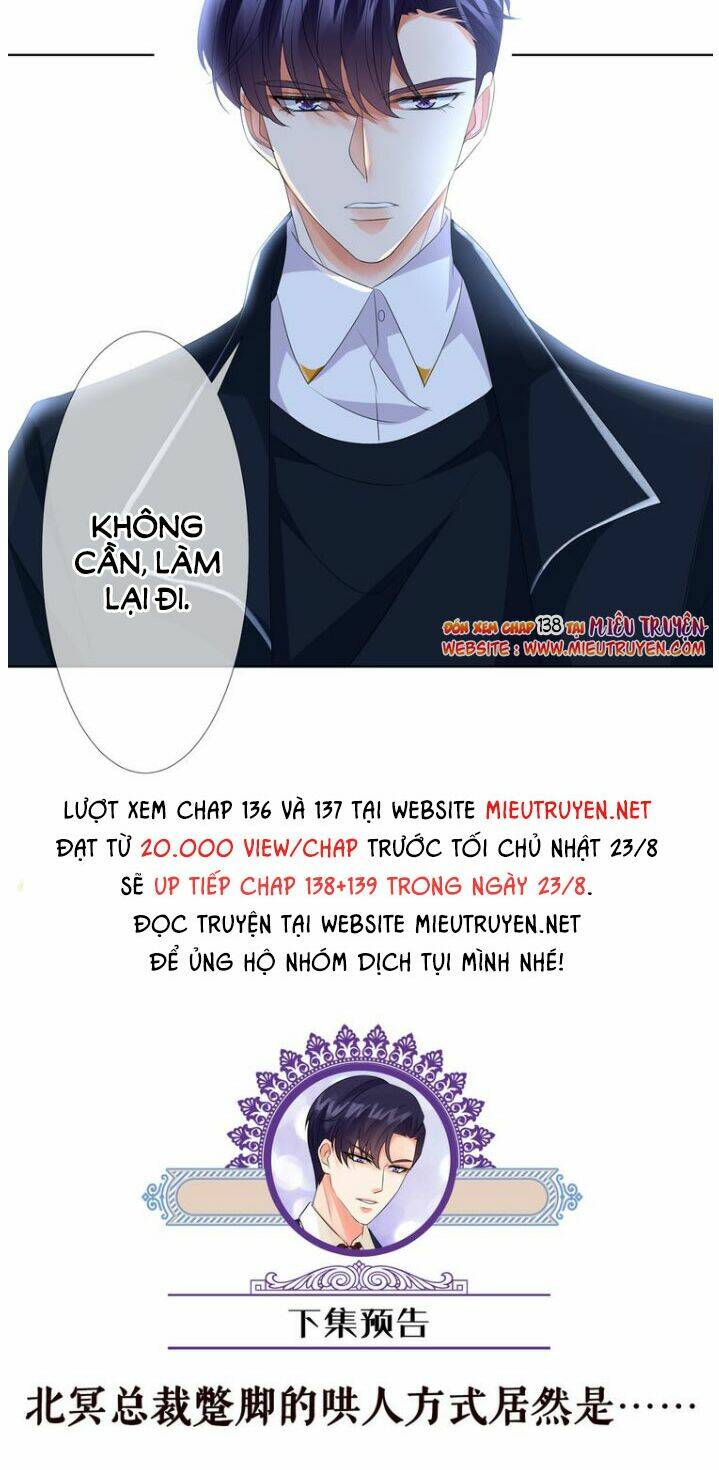 KHÔNG
CẦN, LÀM
LẠI ĐI.
ĐÓN XEM CHAP 138 TẠI MIÊU TRUYỆN
WEBSITE : WWW.MIEUTRUYEN.COM
LƯỢT XEM CHAP 136 VÀ 137 TẠI WEBSITE MIEUTRUYEN.NET
ĐẠT TỪ 20.000 VIEW/CHAP TRƯỚC TỐI CHỦ NHẬT 23/8
SẼ UP TIẾP CHAP 138+139 TRONG NGÀY 23/8.
ĐỌC TRUYỆN TẠI WEBSITE MIEUTRUYEN.NET
ĐỂ ỦNG HỘ NHÓM DỊCH TỤI MÌNH NHÉ!
下集预告
北冥总裁蹩脚的哄人方式居然是……